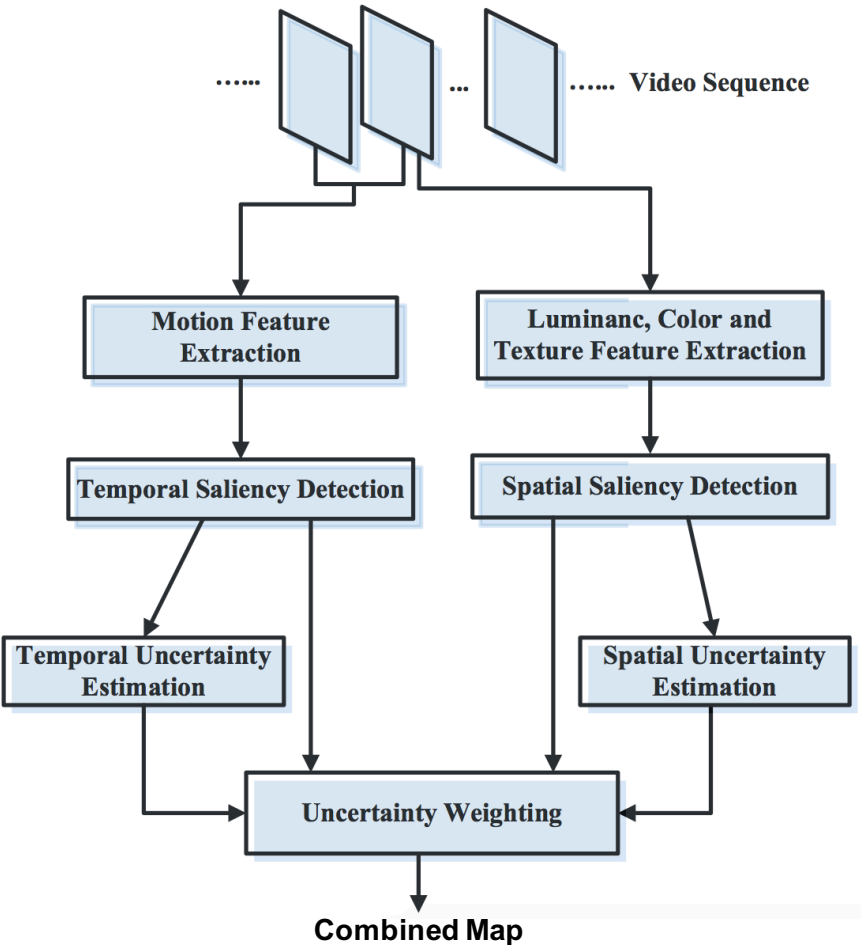 …... ... …... Video Sequence
Motion Feature
Extraction
Luminanc, Color and
Texture Feature Extraction
Temporal Saliency Detection
Spatial Saliency Detection
Temporal Uncertainty
Estimation
Spatial Uncertainty
Estimation
Uncertainty Weighting
Combined Map